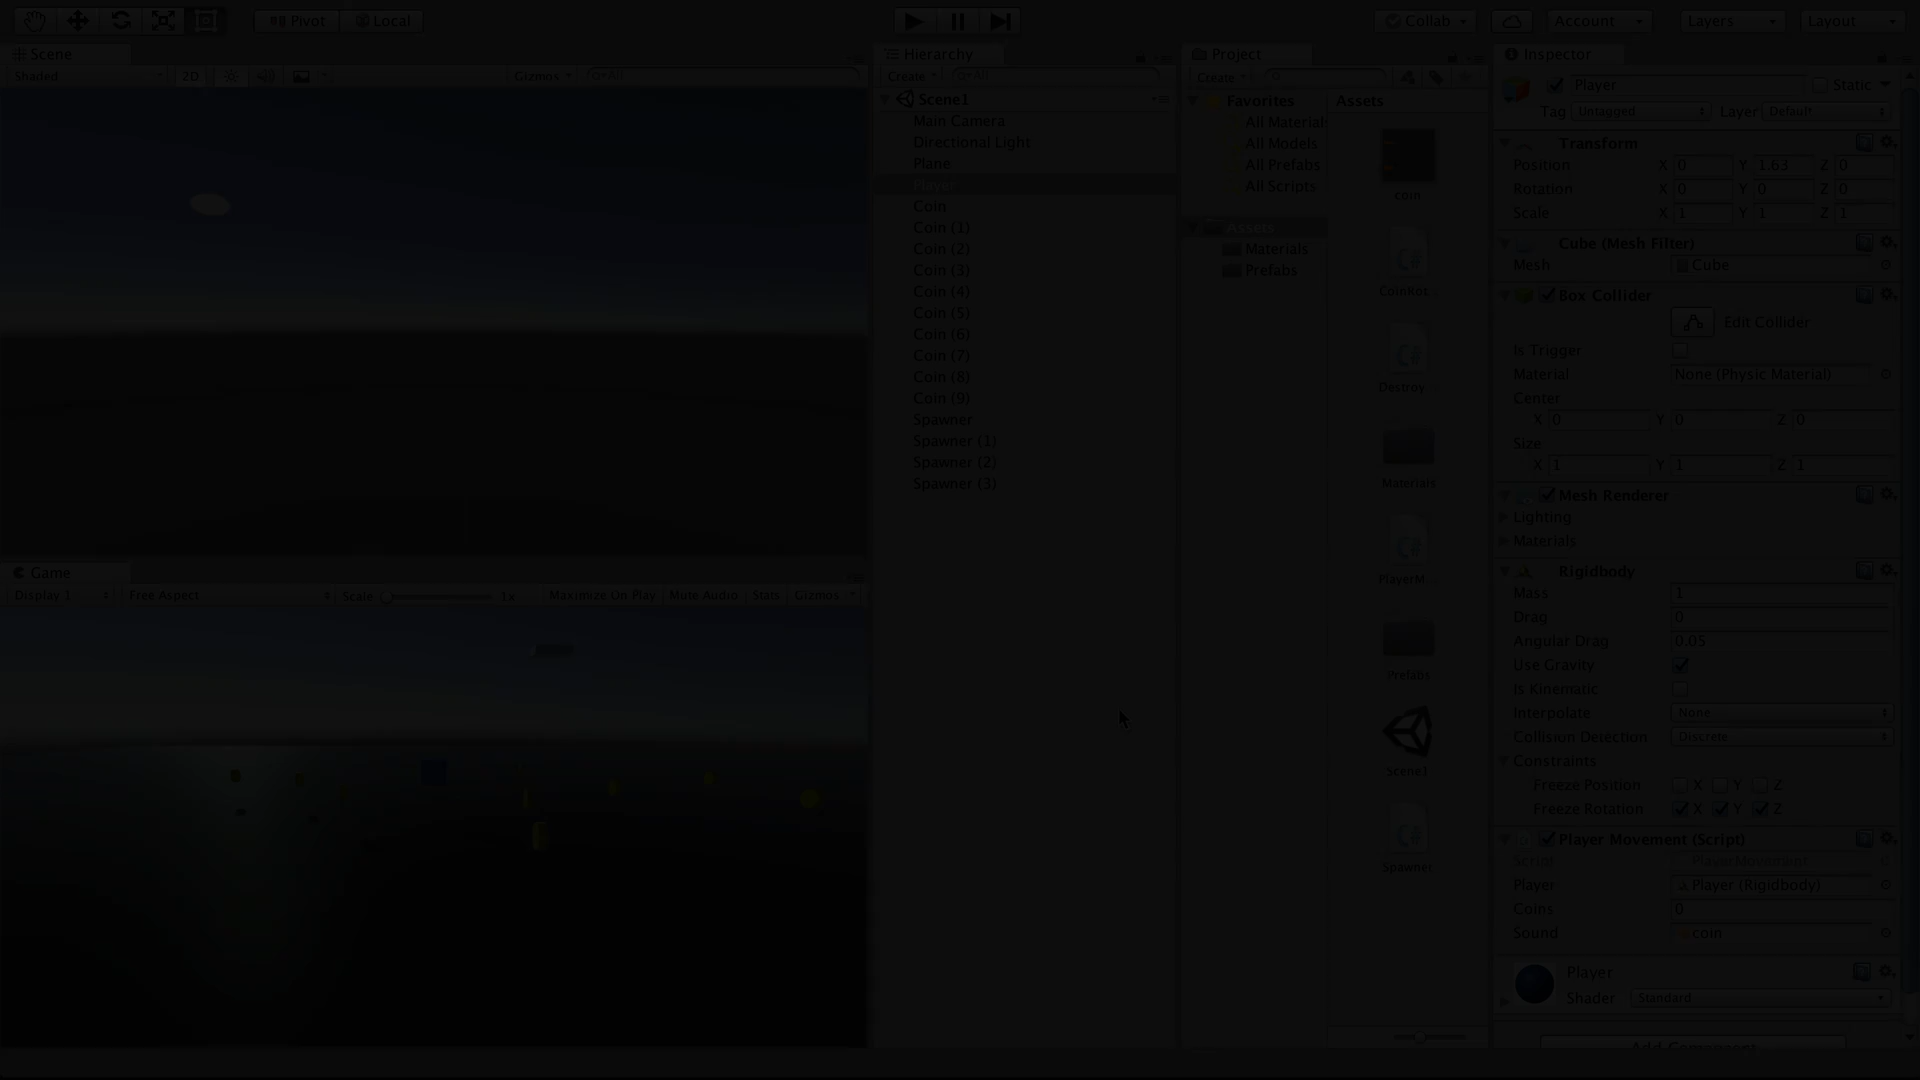 Pivot
Local
Collab
Account
Layers
Layout
Scene
Shaded
2D
Gizmos
All
Hierarchy
Create
All
Scene1
Main Camera
Directional Light
Plane
Player
Coin
Coin (1)
Coin (2)
Coin (3)
Coin (4)
Coin (5)
Coin (6)
Coin (7)
Coin (8)
Coin (9)
Spawner
Spawner (1)
Spawner (2)
Spawner (3)
Project
Create
Favorites
All Material
All Models
All Prefabs
All Scripts
Assets
Materials
Prefabs
Assets
coin
C#
CoinRot...
C#
Destroy...
Materials
C#
PlayerM...
Prefabs
Scene1
C#
Spawner
Inspector
Player
Static
Tag Untagged Layer Default
Transform
Position X 0 Y 1.63 Z 0
Rotation X 0 Y 0 Z 0
Scale X 1 Y 1 Z 1
Cube (Mesh Filter)
Mesh Cube
Box Collider
Edit Collider
Is Trigger
Material None (Physic Material)
Center
X 0 Y 0 Z 0
Size
X 1 Y 1 Z 1
Mesh Renderer
Lighting
Materials
Rigidbody
Mass 1
Drag 0
Angular Drag 0.05
Use Gravity
Is Kinematic
Interpolate None
Collision Detection Discrete
Constraints
Freeze Position X Y Z
Freeze Rotation X Y Z
Player Movement (Script)
Script PlayerMovement
Player Player (Rigidbody)
Coins 0
Sound coin
Player
Shader Standard
Add Component
Game
Display 1 Free Aspect Scale 1x Maximize On Play Mute Audio Stats Gizmos